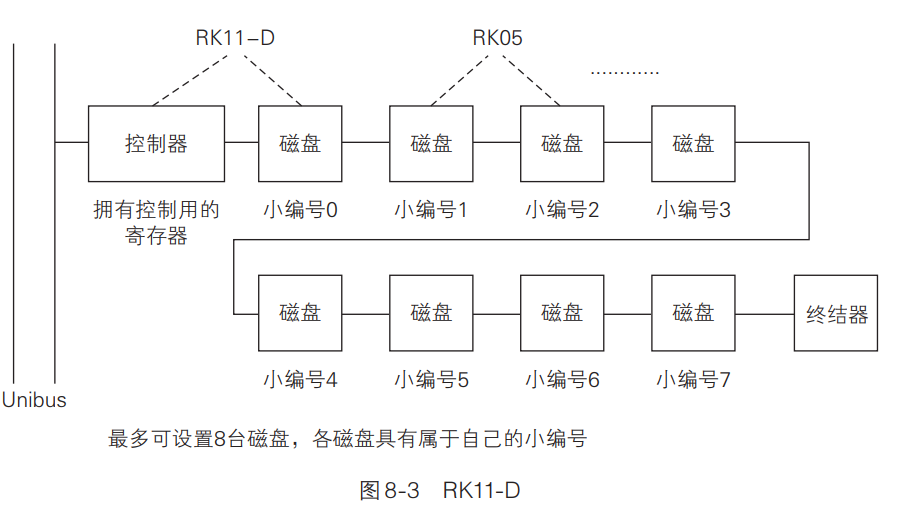 RK11-D
RK05
............
控制器
磁盘
磁盘
磁盘
磁盘
拥有控制用的
寄存器
小编号0
小编号1
小编号2
小编号3
磁盘
磁盘
磁盘
磁盘
终结器
小编号4
小编号5
小编号6
小编号7
Unibus
最多可设置8台磁盘，各磁盘具有属于自己的小编号
图8-3 RK11-D